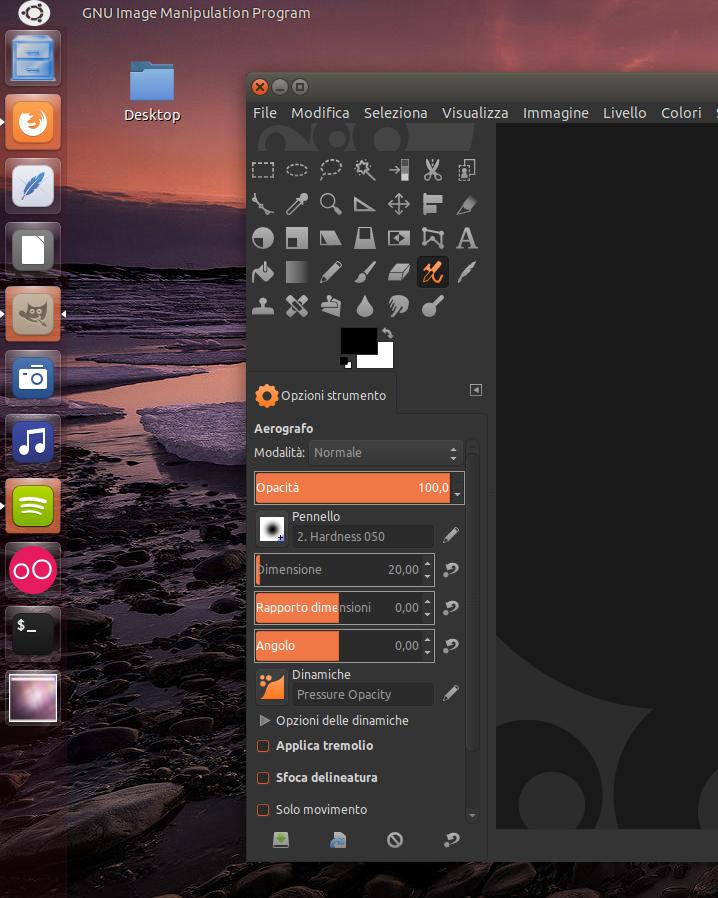 GNU Image Manipulation Program
Desktop
File Modifica Seleziona Visualizza Immagine Livello Colori
Opzioni strumento
Aerografo
Modalità: Normale
Opacità 100,0
Pennello
2. Hardness 050
Dimensione 20,00
Rapporto dimensioni 0,00
Angolo 0,00
Dinamiche
Pressure Opacity
Opzioni delle dinamiche
Applica tremolio
Sfoca delineatura
Solo movimento